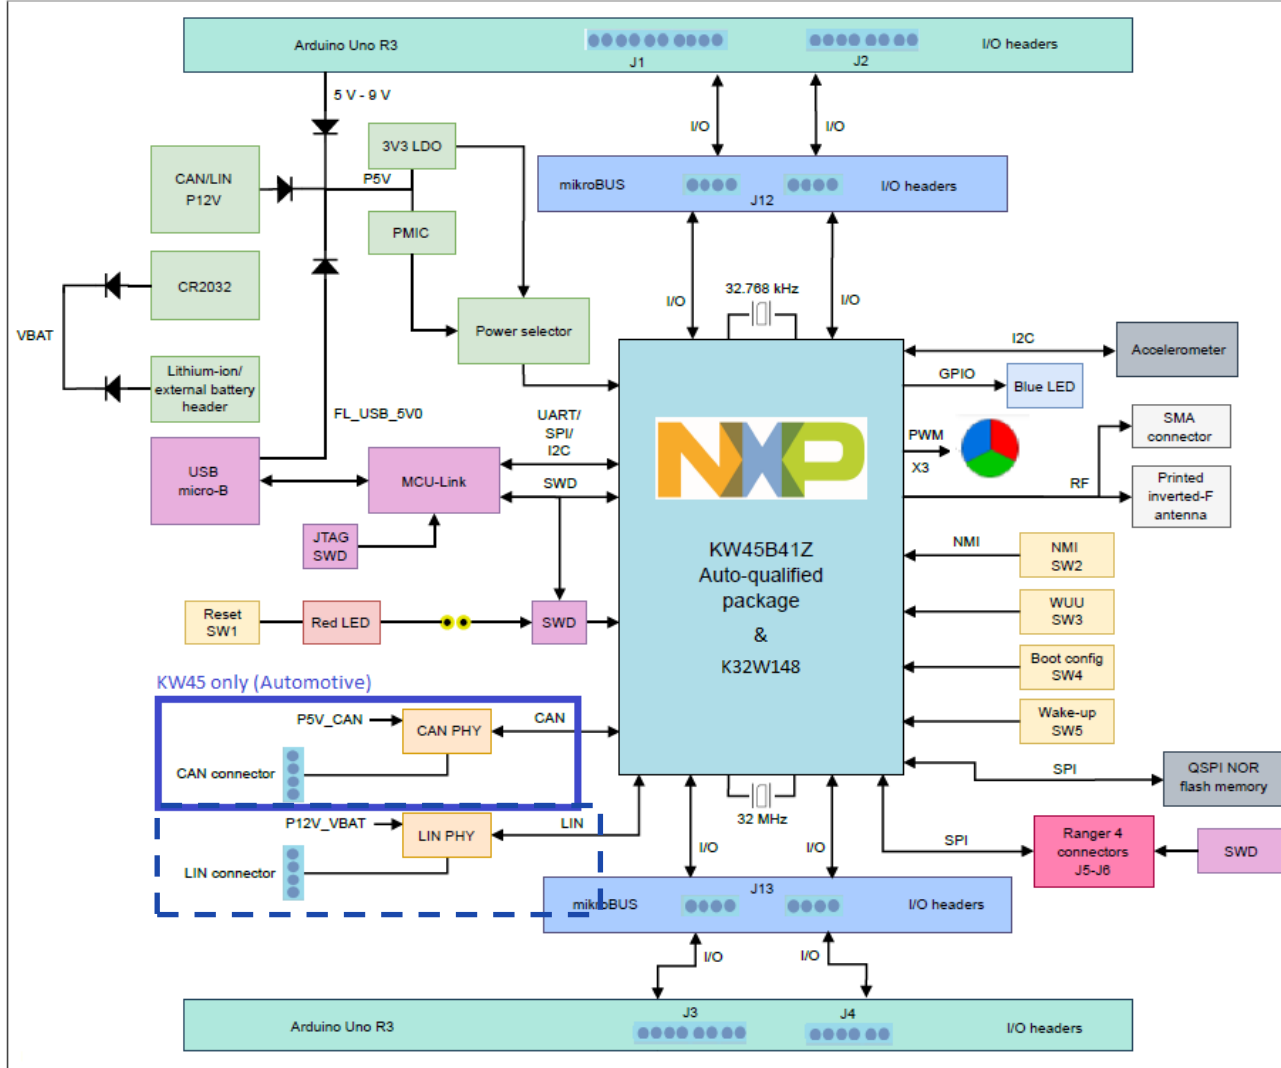 Arduino Uno R3
J1
J2
I/O headers
5 V - 9 V
I/O
I/O
3V3 LDO
CAN/LIN
P12V
P5V
mikroBUS
J12
I/O headers
PMIC
CR2032
32.768 kHz
I/O
I/O
VBAT
Power selector
I2C
Accelerometer
Lithium-ion/
external battery
header
GPIO
Blue LED
FL_USB_5V0
UART/
SPI/
I2C
NXP
PWM
X3
SMA
connector
USB
micro-B
MCU-Link
SWD
RF
Printed
inverted-F
antenna
JTAG
SWD
KW45B41Z
Auto-qualified
package
&
K32W148
NMI
NMI
SW2
Reset
SW1
Red LED
SWD
WUU
SW3
Boot config
SW4
KW45 only (Automotive)
P5V_CAN
CAN PHY
CAN
Wake-up
SW5
CAN connector
SPI
QSPI NOR
flash memory
P12V_VBAT
LIN PHY
LIN
32 MHz
LIN connector
I/O
I/O
SPI
Ranger 4
connectors
J5-J6
SWD
mikroBUS
J13
I/O headers
I/O
I/O
Arduino Uno R3
J3
J4
I/O headers